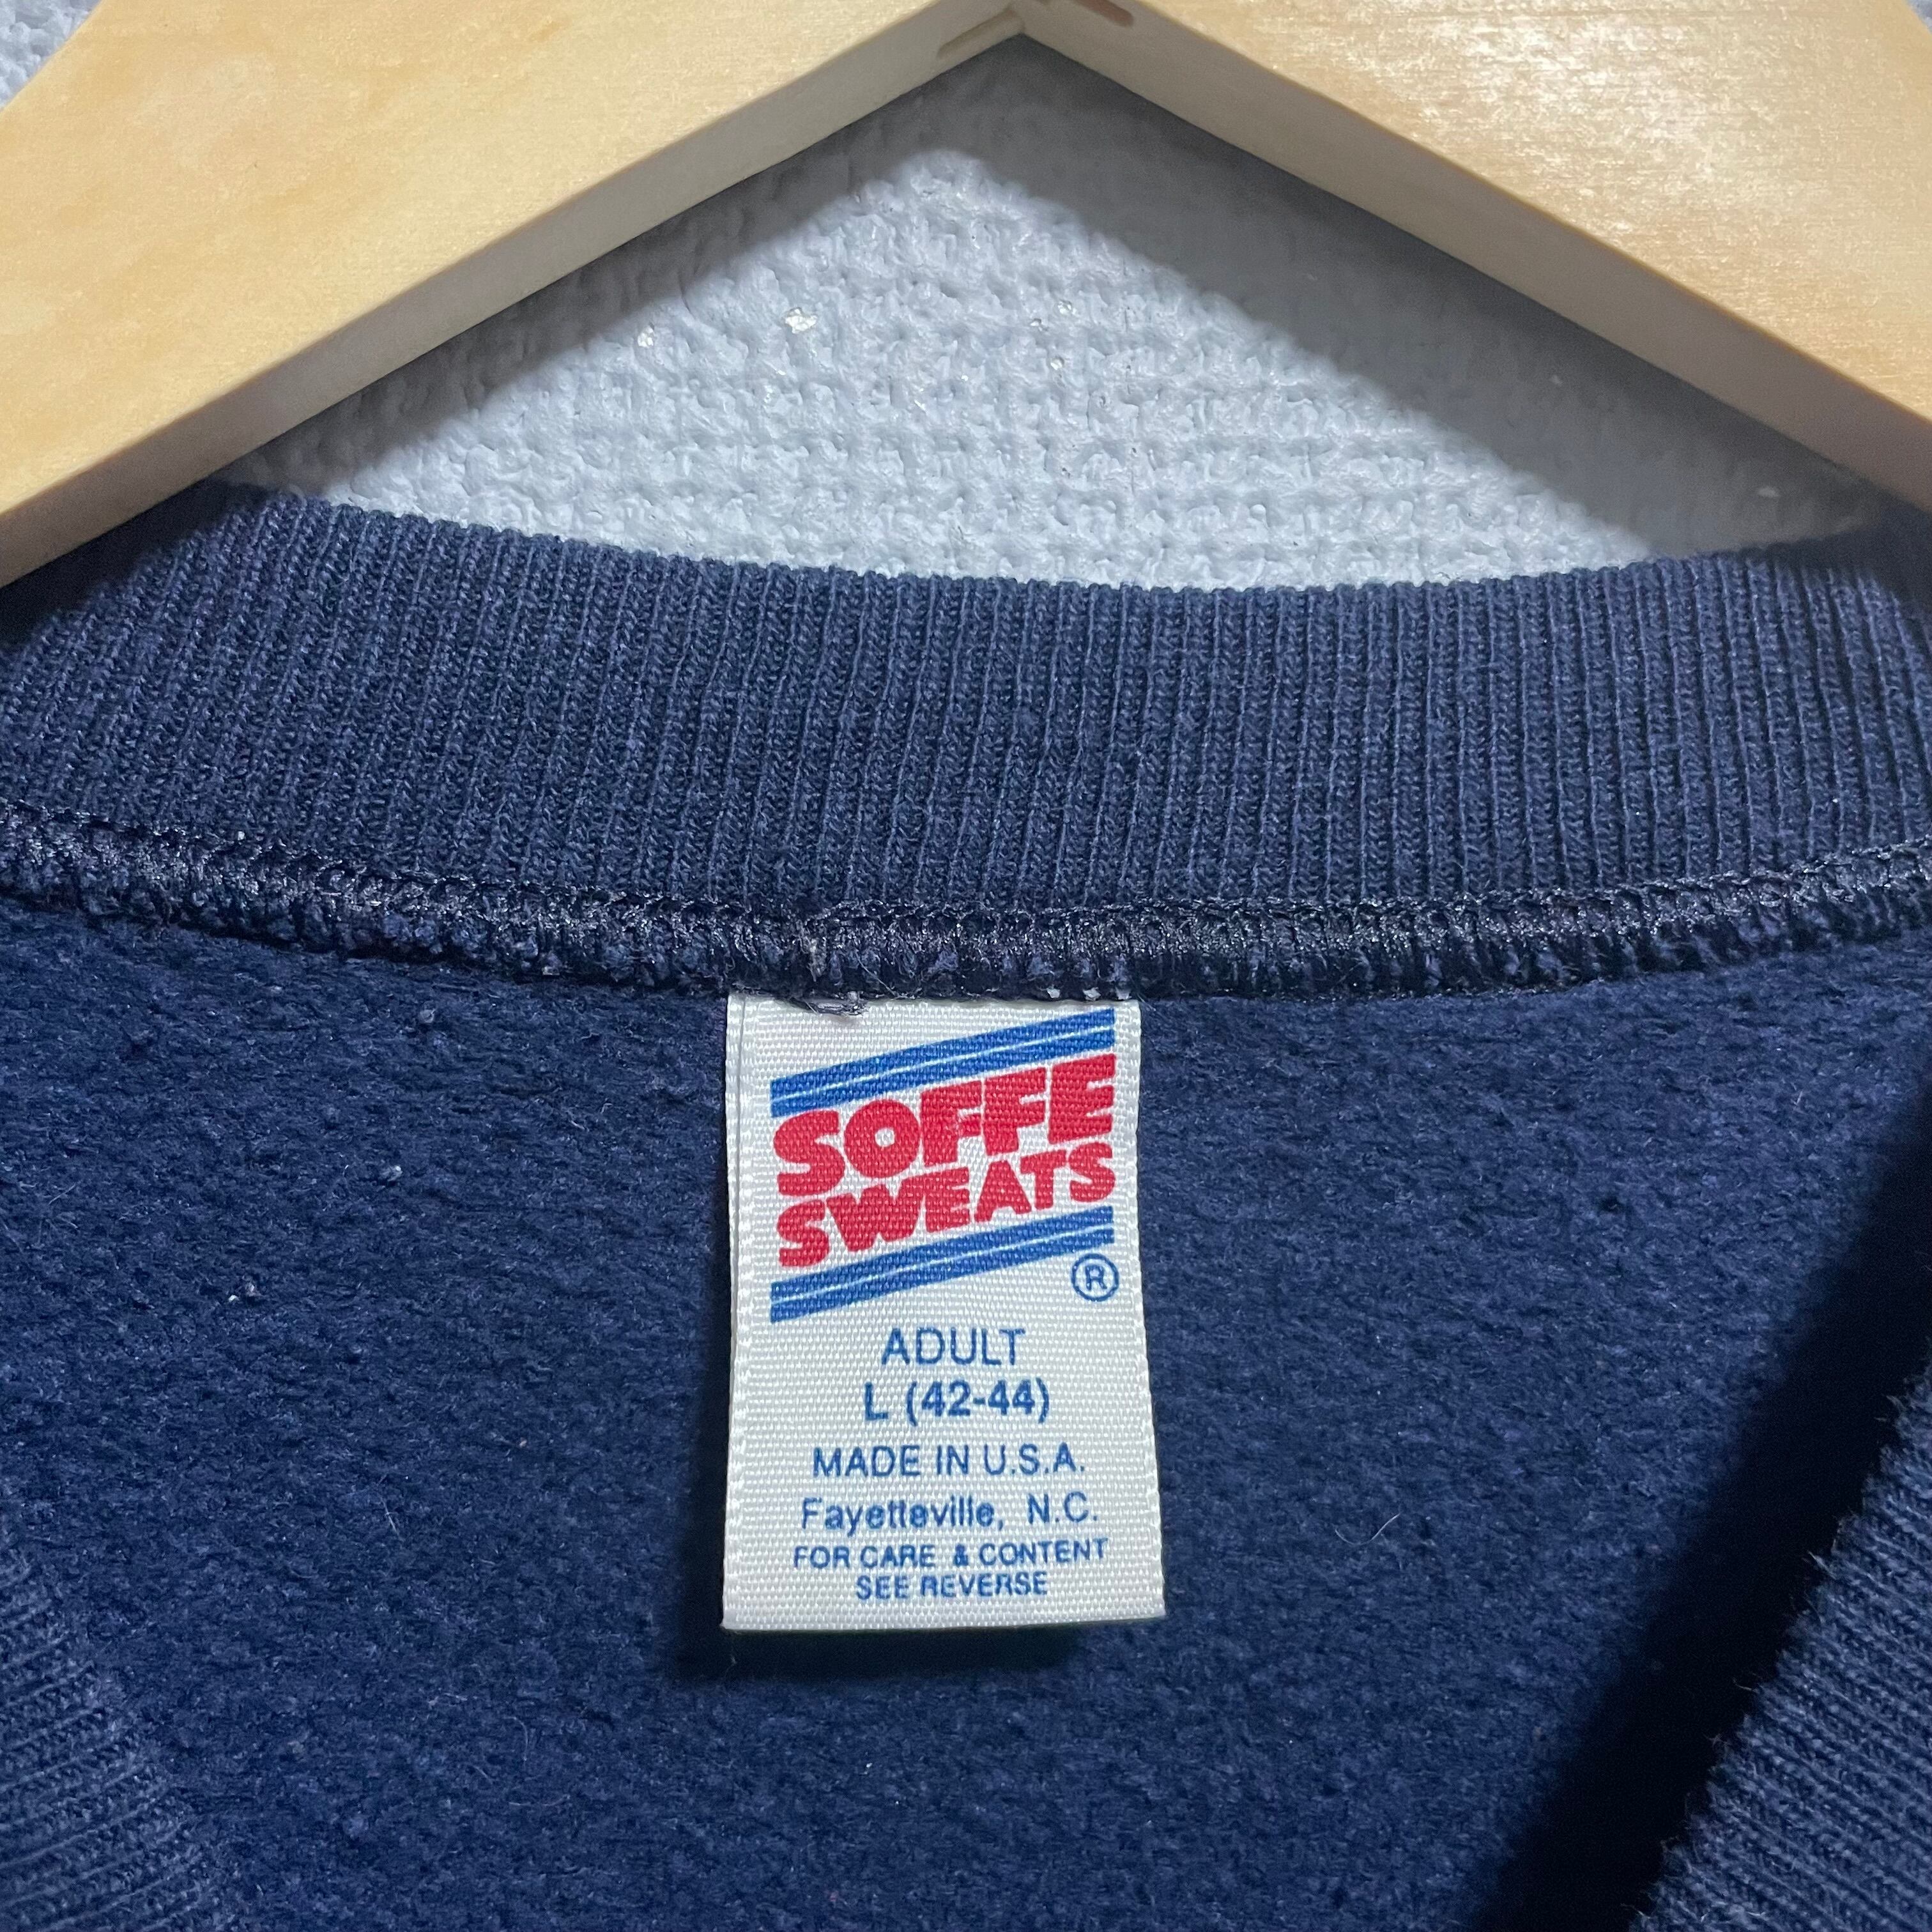 SOFFE
SWEATS
®
ADULT
L (42-44)
MADE IN U.S.A.
Fayetteville, N.C.
FOR CARE & CONTENT
SEE REVERSE